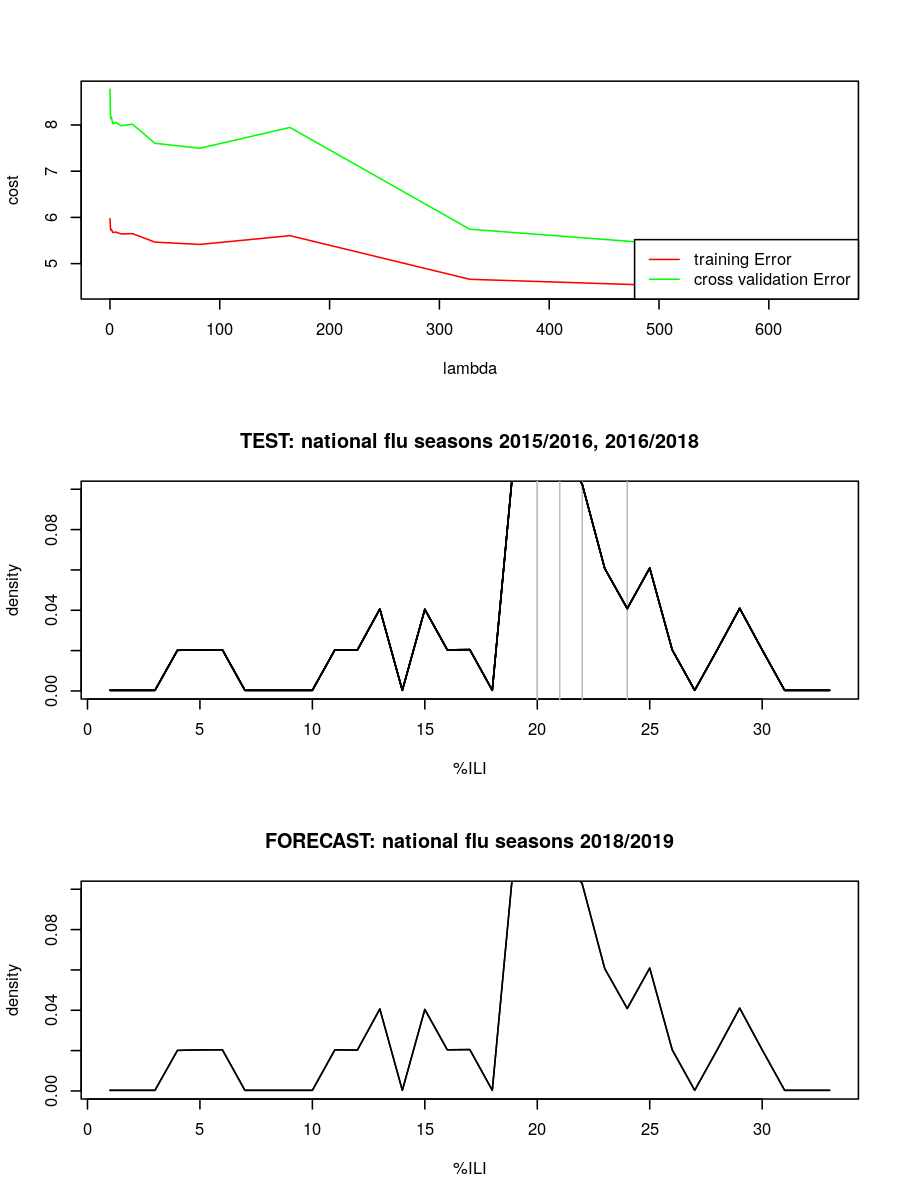 cost
8
7
6
5
training Error
cross validation Error
0 100 200 300 400 500 600
lambda
TEST: national flu seasons 2015/2016, 2016/2018
density
0.08
0.04
0.00
0 5 10 15 20 25 30
%ILI
FORECAST: national flu seasons 2018/2019
density
0.08
0.04
0.00
0 5 10 15 20 25 30
%ILI